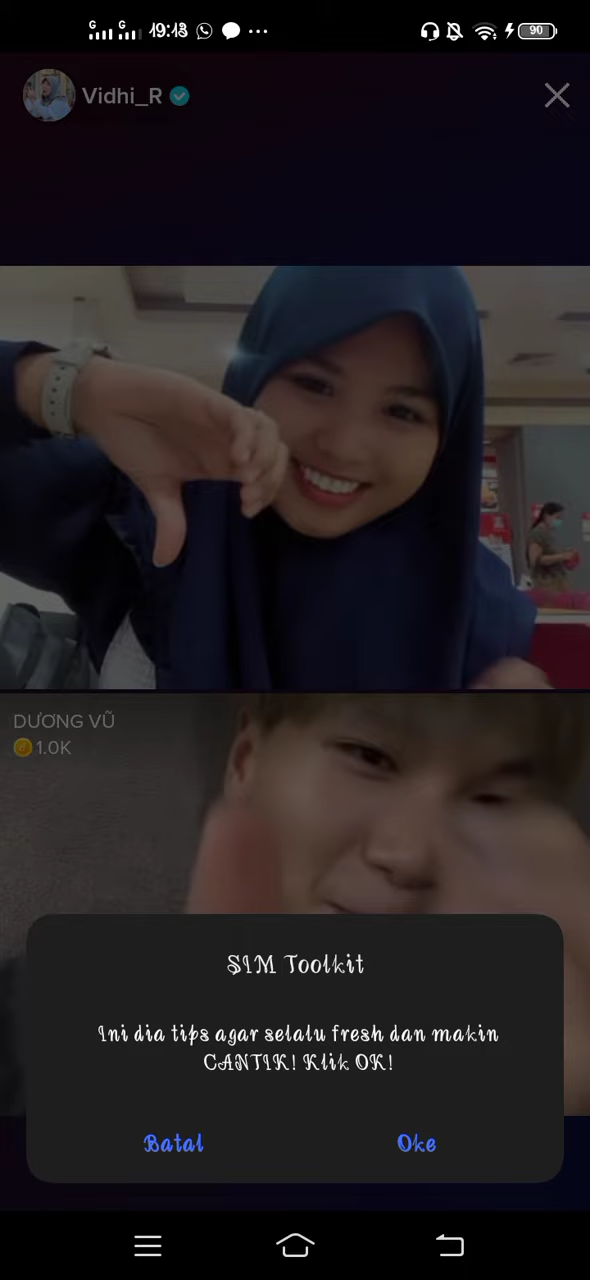 G G 19:18 90
Vidhi_R
DƯƠNG VŨ
1.0K
SIM Toolkit
Ini dia tips agar selalu fresh dan makin
CANTIK! Klik OK!
Batal Oke